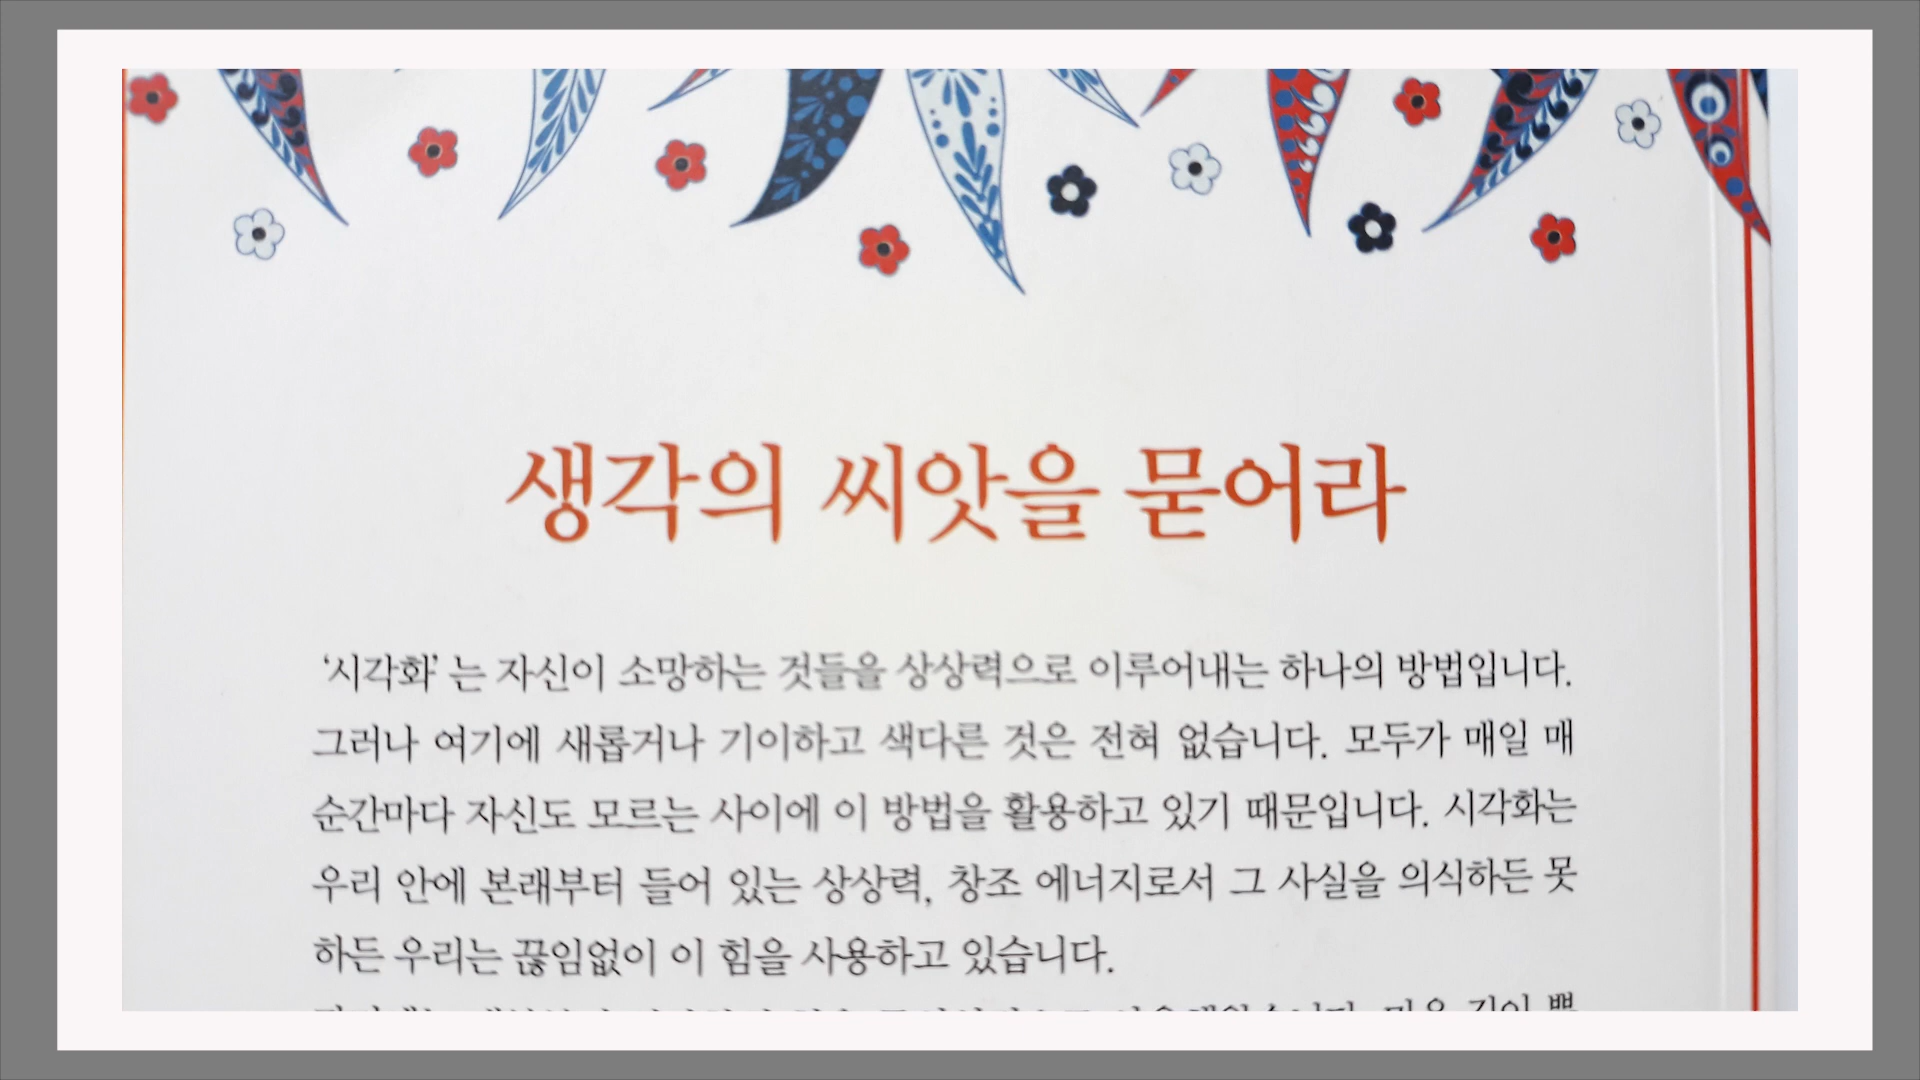 생각의 씨앗을 묻어라
'시각화' 는 자신이 소망하는 것들을 상상력으로 이루어내는 하나의 방법입니다.
그러나 여기에 새롭거나 기이하고 색다른 것은 전혀 없습니다. 모두가 매일 매
순간마다 자신도 모르는 사이에 이 방법을 활용하고 있기 때문입니다. 시각화는
우리 안에 본래부터 들어 있는 상상력, 창조 에너지로서 그 사실을 의식하든 못
하든 우리는 끊임없이 이 힘을 사용하고 있습니다.